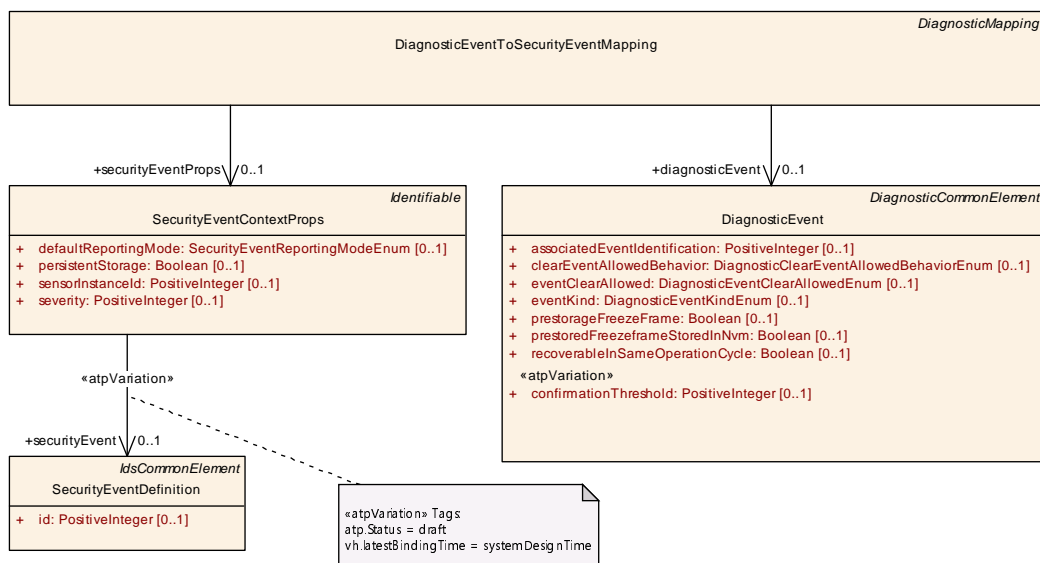 DiagnosticMapping
DiagnosticEventToSecurityEventMapping
+securityEventProps 0..1
+diagnosticEvent 0..1
Identifiable
SecurityEventContextProps
+ defaultReportingMode: SecurityEventReportingModeEnum [0..1]
+ persistentStorage: Boolean [0..1]
+ sensorInstanceId: PositiveInteger [0..1]
+ severity: PositiveInteger [0..1]
DiagnosticCommonElement
DiagnosticEvent
+ associatedEventIdentification: PositiveInteger [0..1]
+ clearEventAllowedBehavior: DiagnosticClearEventAllowedBehaviorEnum [0..1]
+ eventClearAllowed: DiagnosticEventClearAllowedEnum [0..1]
+ eventKind: DiagnosticEventKindEnum [0..1]
+ prestorageFreezeFrame: Boolean [0..1]
+ prestoredFreezeframeStoredInNvm: Boolean [0..1]
+ recoverableInSameOperationCycle: Boolean [0..1]
«atpVariation»
+ confirmationThreshold: PositiveInteger [0..1]
«atpVariation»
+securityEvent 0..1
IdsCommonElement
SecurityEventDefinition
+ id: PositiveInteger [0..1]
«atpVariation» Tags:
atp.Status = draft
vh.latestBindingTime = systemDesignTime